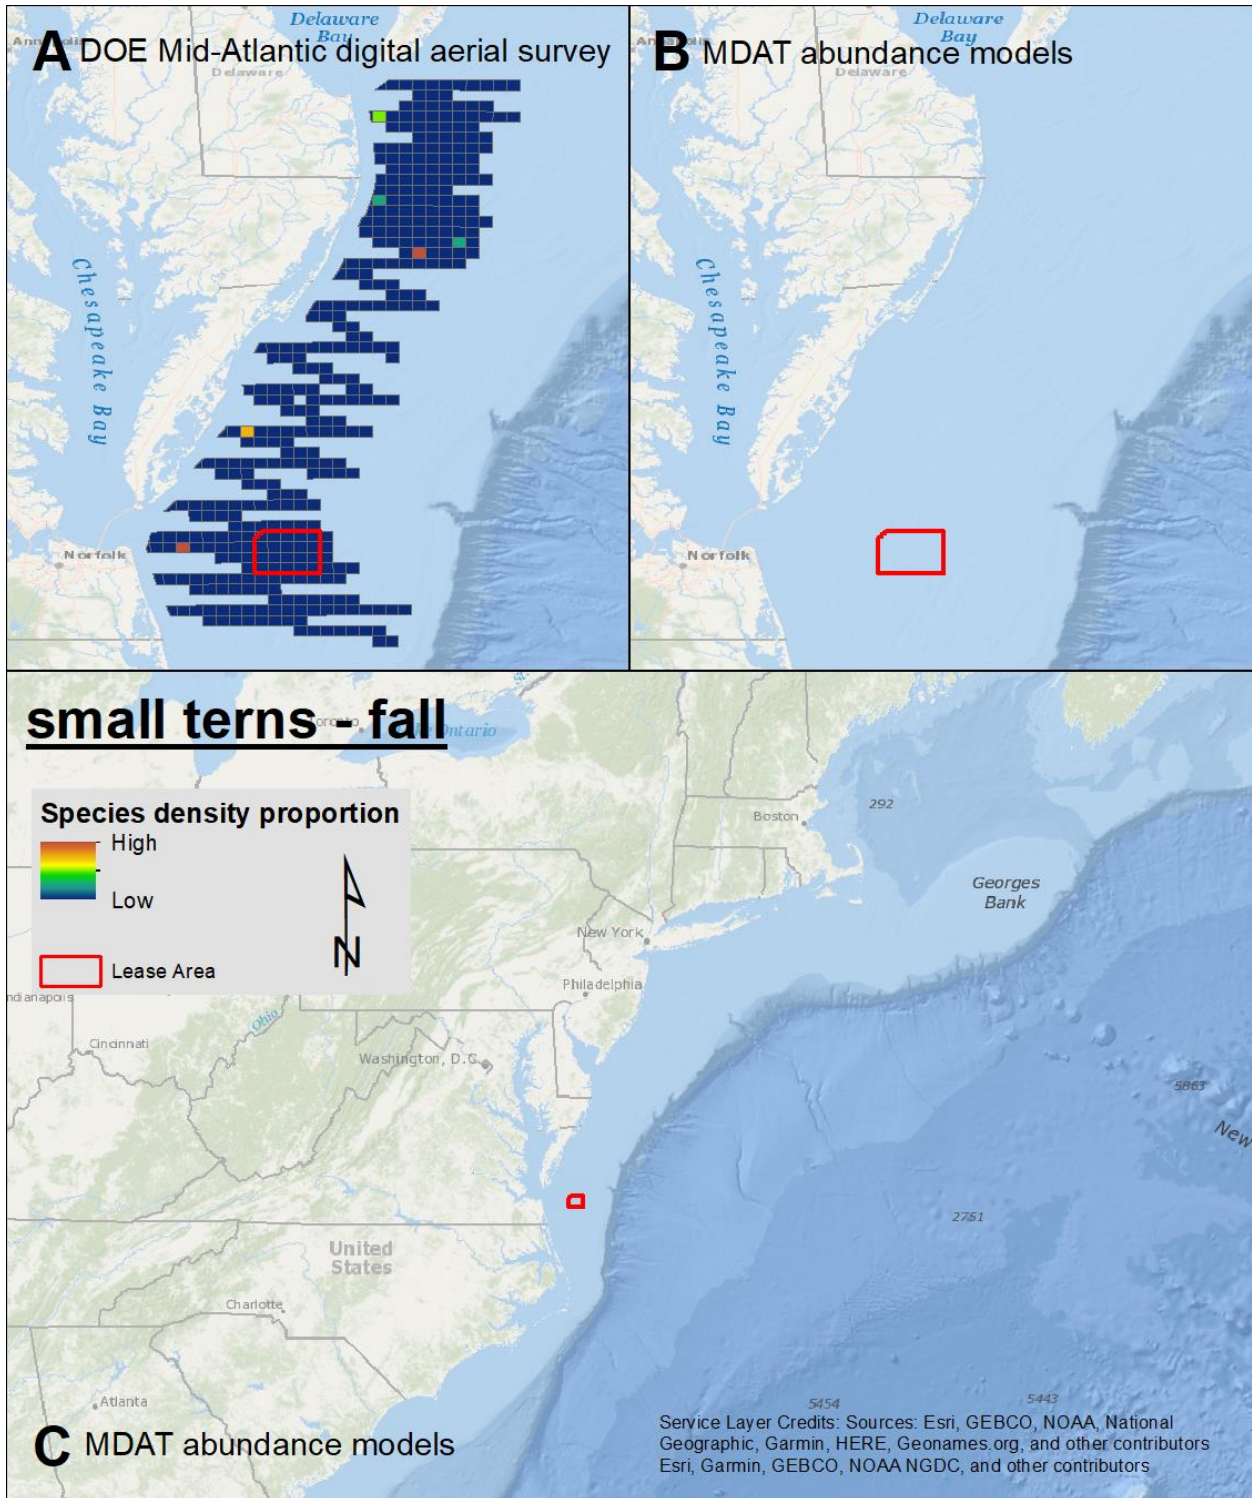 Delaware
Bay
A DOE Mid-Atlantic digital aerial survey
Delaware
Chesapeake Bay
Norfolk
Delaware
Bay
B MDAT abundance models
Delaware
Chesapeake Bay
Norfolk
small terns - fall
Toronto
Ontario
Species density proportion
High
Low
Lease Area
N
292
Boston
Georges
Bank
New York
Philadelphia
ndianapolis
Ohio
Cincinnati
Washington, D.C.
5863
New
2751
United
States
Charlotte
Atlanta
5454
5443
C MDAT abundance models
Service Layer Credits: Sources: Esri, GEBCO, NOAA, National
Geographic, Garmin, HERE, Geonames.org, and other contributors
Esri, Garmin, GEBCO, NOAA NGDC, and other contributors